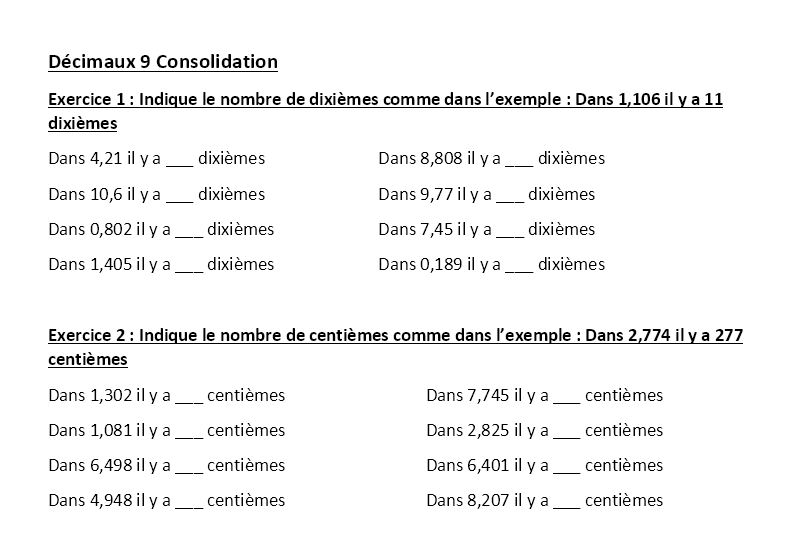 Décimaux 9 Consolidation
Exercice 1 : Indique le nombre de dixièmes comme dans l’exemple : Dans 1,106 il y a 11
dixièmes
Dans 4,21 il y a ___ dixièmes Dans 8,808 il y a ___ dixièmes
Dans 10,6 il y a ___ dixièmes Dans 9,77 il y a ___ dixièmes
Dans 0,802 il y a ___ dixièmes Dans 7,45 il y a ___ dixièmes
Dans 1,405 il y a ___ dixièmes Dans 0,189 il y a ___ dixièmes
Exercice 2 : Indique le nombre de centièmes comme dans l’exemple : Dans 2,774 il y a 277
centièmes
Dans 1,302 il y a ___ centièmes Dans 7,745 il y a ___ centièmes
Dans 1,081 il y a ___ centièmes Dans 2,825 il y a ___ centièmes
Dans 6,498 il y a ___ centièmes Dans 6,401 il y a ___ centièmes
Dans 4,948 il y a ___ centièmes Dans 8,207 il y a ___ centièmes